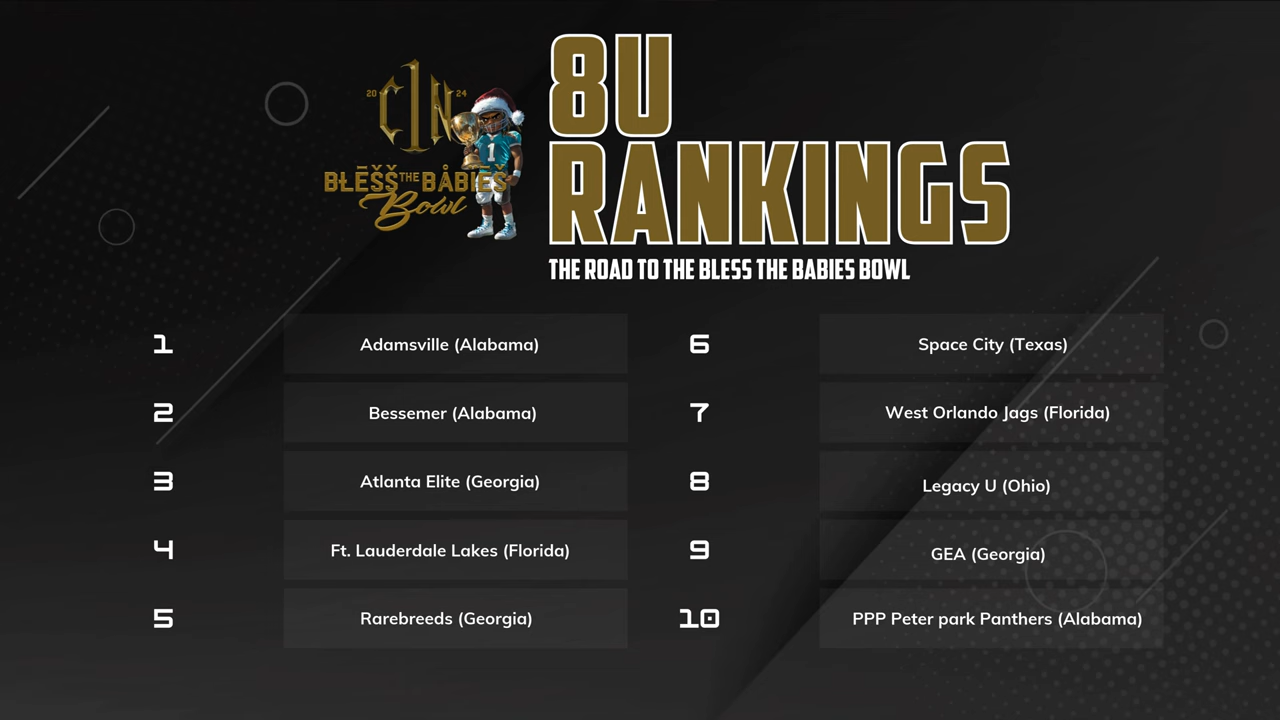 20 C1N 24
BLESS THE BABIES
Bowl
1
8U
RANKINGS
THE ROAD TO THE BLESS THE BABIES BOWL
1 Adamsville (Alabama)
2 Bessemer (Alabama)
3 Atlanta Elite (Georgia)
4 Ft. Lauderdale Lakes (Florida)
5 Rarebreeds (Georgia)
6 Space City (Texas)
7 West Orlando Jags (Florida)
8 Legacy U (Ohio)
9 GEA (Georgia)
10 PPP Peter park Panthers (Alabama)